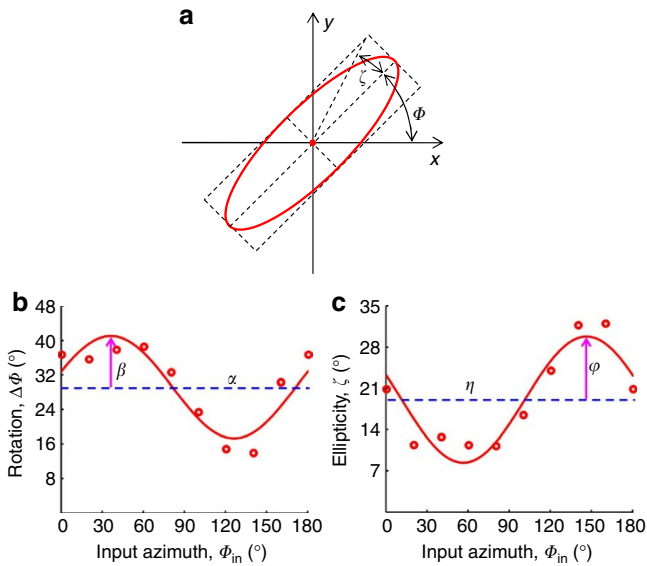 a
y
ζ
Φ
x
b
48
40
32
24
16
8
0 30 60 90 120 150 180
Rotation, ΔΦ (°)
β
α
Input azimuth, Φin (°)
c
35
28
21
14
7
0 30 60 90 120 150 180
Ellipticity, ζ (°)
η
φ
Input azimuth, Φin (°)